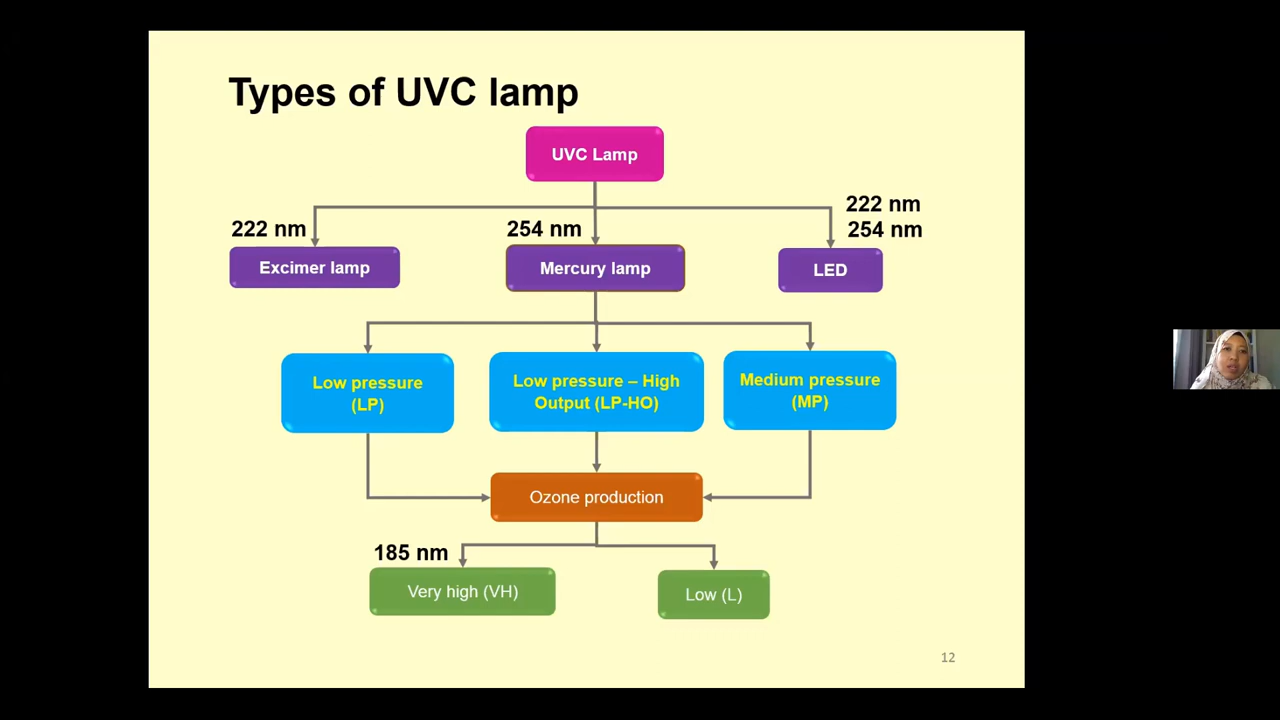 Types of UVC lamp
UVC Lamp
222 nm
254 nm
222 nm
254 nm
Excimer lamp
Mercury lamp
LED
Low pressure
(LP)
Low pressure – High
Output (LP-HO)
Medium pressure
(MP)
Ozone production
185 nm
Very high (VH)
Low (L)
12